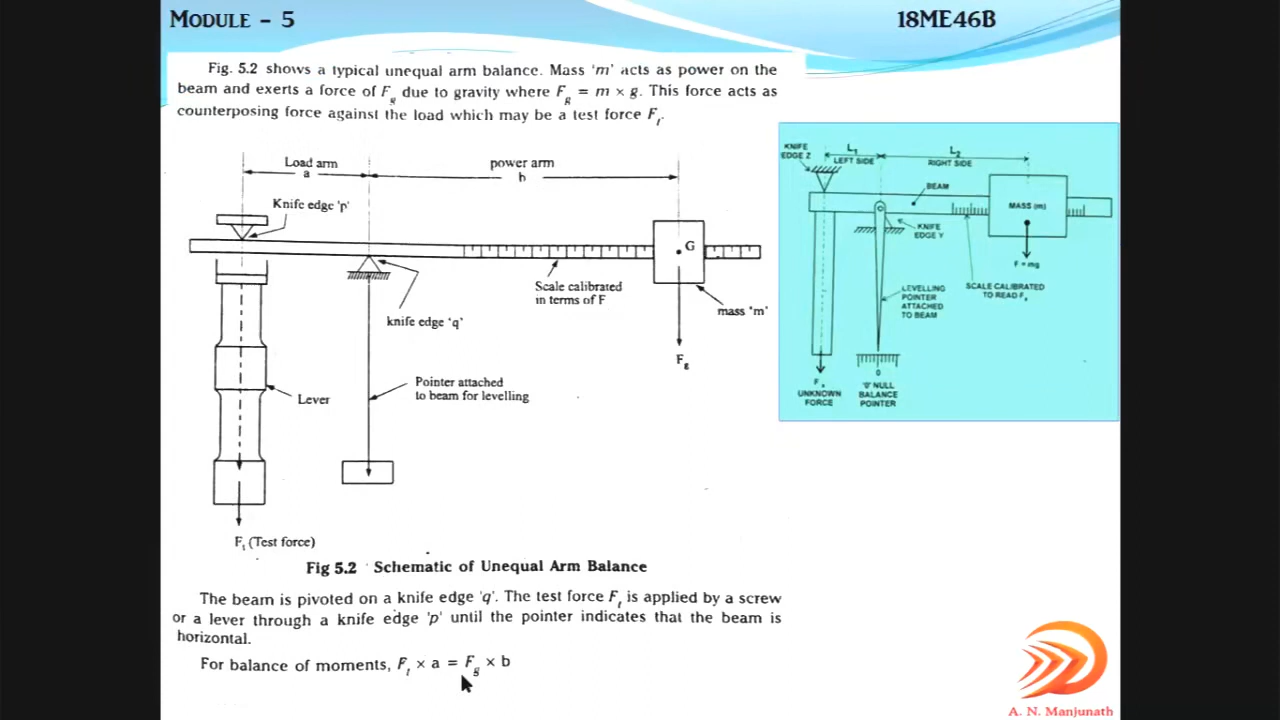 MODULE – 5
18ME46B
Fig. 5.2 shows a typical unequal arm balance. Mass 'm' acts as power on the
beam and exerts a force of Fg due to gravity where Fg = m × g. This force acts as
counterposing force against the load which may be a test force Ft.
Load arm
a
power arm
b
Knife edge 'p'
G
Scale calibrated
in terms of F
mass 'm'
knife edge 'q'
Fg
Pointer attached
to beam for levelling
Lever
Ft (Test force)
Fig 5.2 Schematic of Unequal Arm Balance
The beam is pivoted on a knife edge 'q'. The test force Ft is applied by a screw
or a lever through a knife edge 'p' until the pointer indicates that the beam is
horizontal.
For balance of moments, Ft × a = Fg × b
KNIFE
EDGE Z
L1
LEFT SIDE
L2
RIGHT SIDE
BEAM
MASS (m)
KNIFE
EDGE Y
F = mg
LEVELLING
POINTER
ATTACHED
TO BEAM
SCALE CALIBRATED
TO READ Fx
0
Fx
UNKNOWN
FORCE
'0' NULL
BALANCE
POINTER
A. N. Manjunath